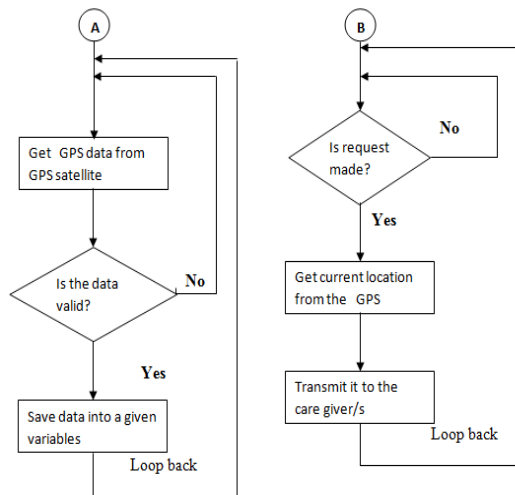 A
Get GPS data from
GPS satellite
Is the data
valid?
No
Yes
Save data into a given
variables
Loop back
B
Is request
made?
No
Yes
Get current location
from the GPS
Transmit it to the
care giver/s
Loop back